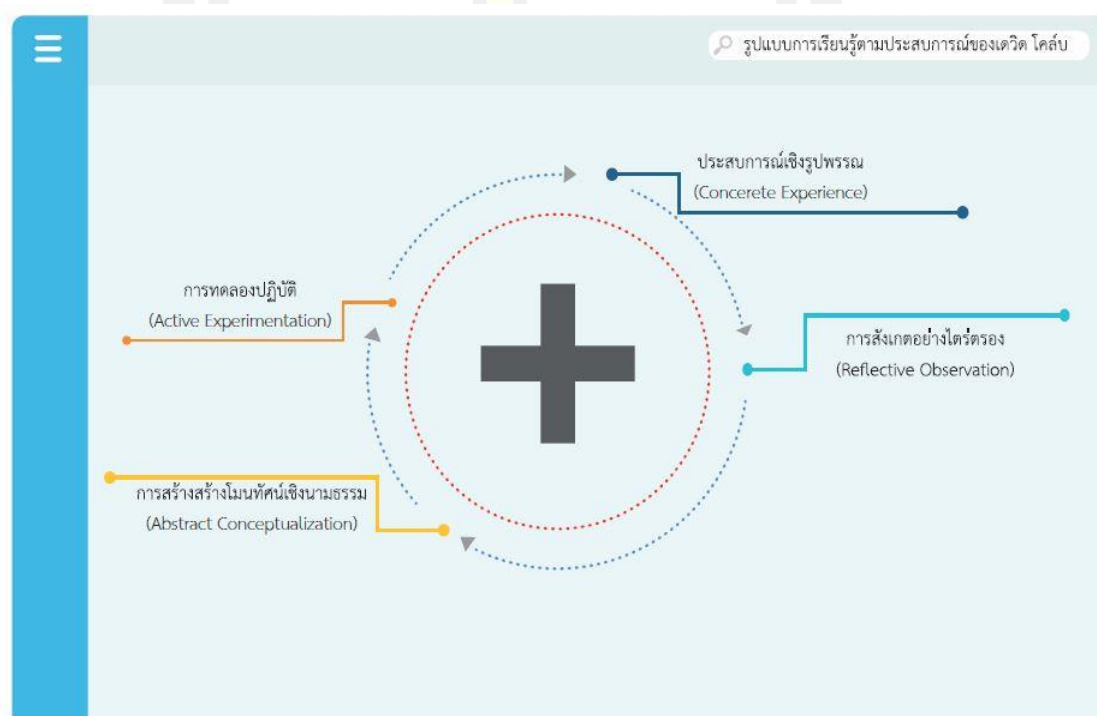 รูปแบบการเรียนรู้ตามประสบการณ์ของเดวิด โคล์บ
ประสบการณ์เชิงรูปพรรณ
(Concerete Experience)
การสังเกตอย่างไตร่ตรอง
(Reflective Observation)
การสร้างสร้างโมนทัศน์เชิงนามธรรม
(Abstract Conceptualization)
การทดลองปฏิบัติ
(Active Experimentation)